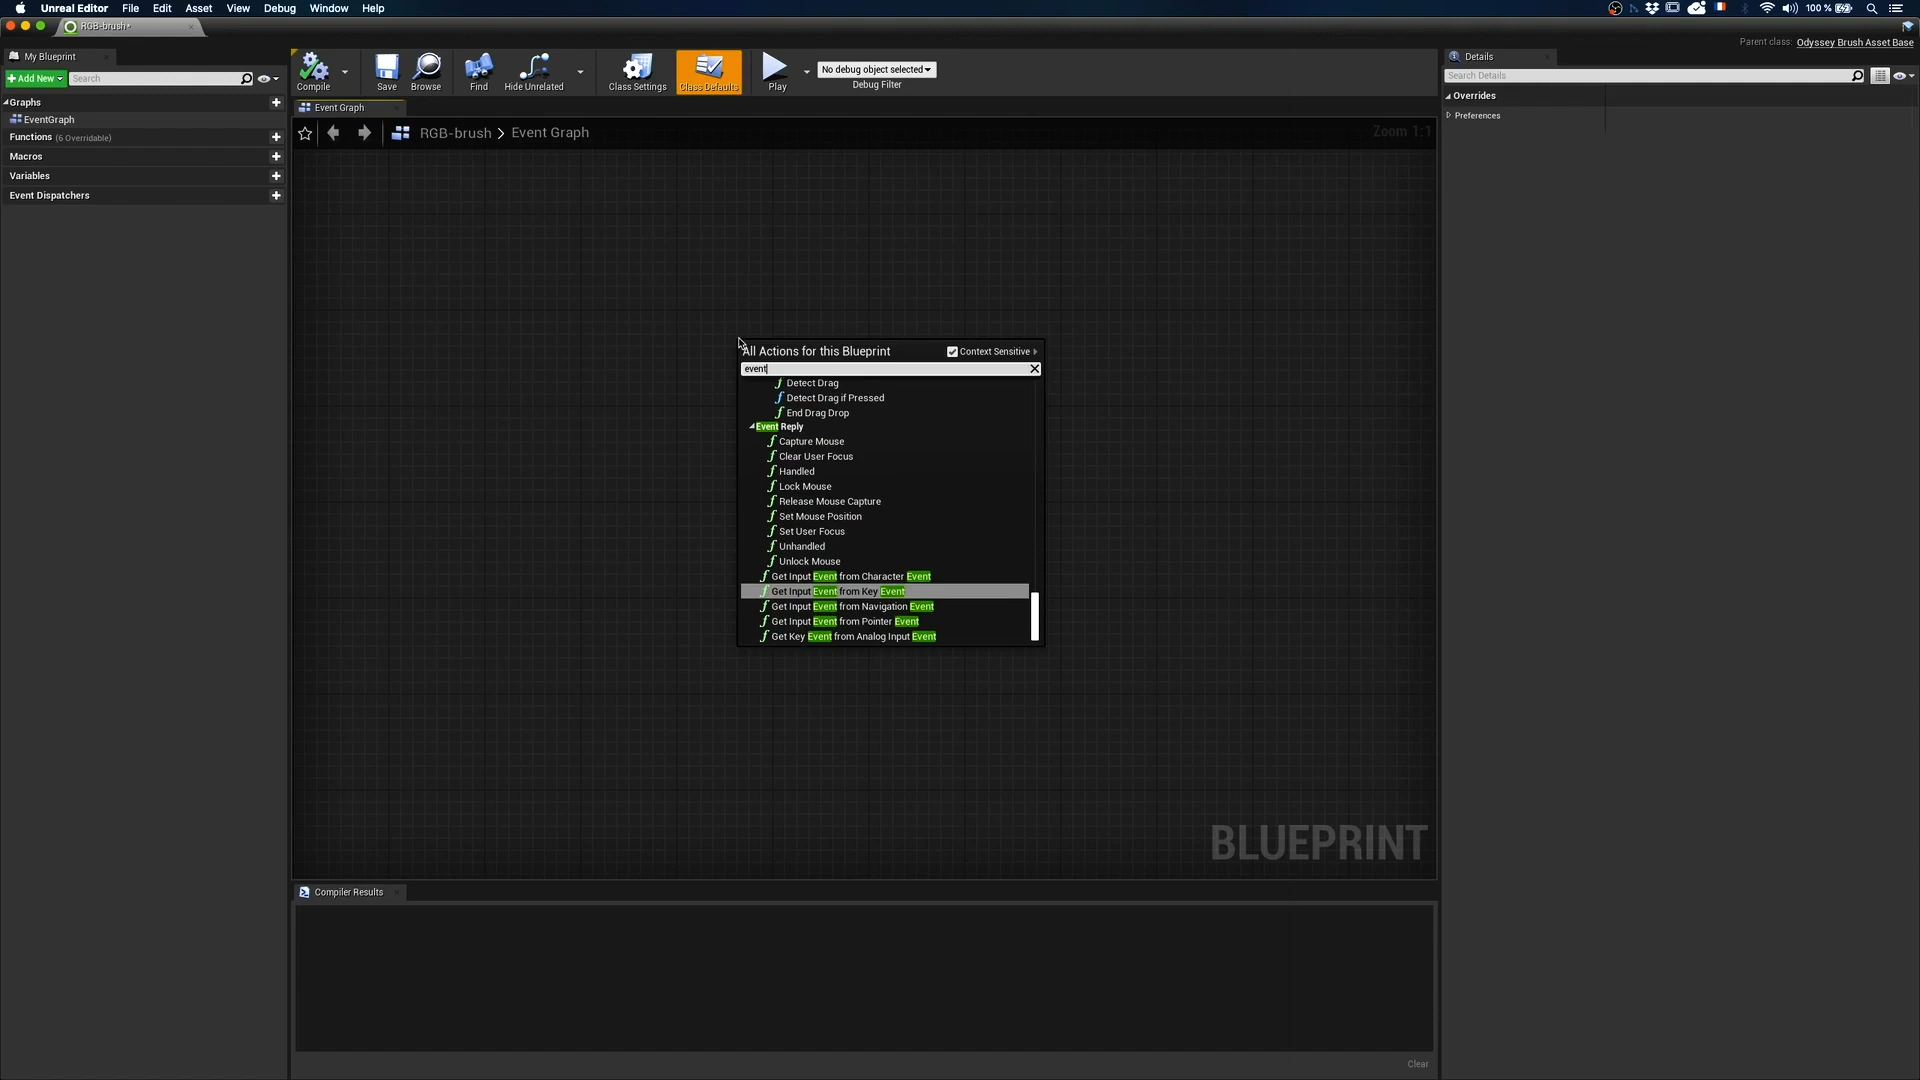 Unreal Editor File Edit Asset View Debug Window Help 100 %
RGB-brush*
Parent class: Odyssey Brush Asset Base
My Blueprint
Add New Search
Graphs
EventGraph
Functions (6 Overridable)
Macros
Variables
Event Dispatchers
Compile Save Browse Find Hide Unrelated Class Settings Class Defaults Play
No debug object selected
Debug Filter
Event Graph
RGB-brush > Event Graph
Zoom 1:1
All Actions for this Blueprint Context Sensitive
event
Detect Drag
Detect Drag if Pressed
End Drag Drop
Event Reply
Capture Mouse
Clear User Focus
Handled
Lock Mouse
Release Mouse Capture
Set Mouse Position
Set User Focus
Unhandled
Unlock Mouse
Get Input Event from Character Event
Get Input Event from Key Event
Get Input Event from Navigation Event
Get Input Event from Pointer Event
Get Key Event from Analog Input Event
BLUEPRINT
Compiler Results
Clear
Details
Search Details
Overrides
Preferences